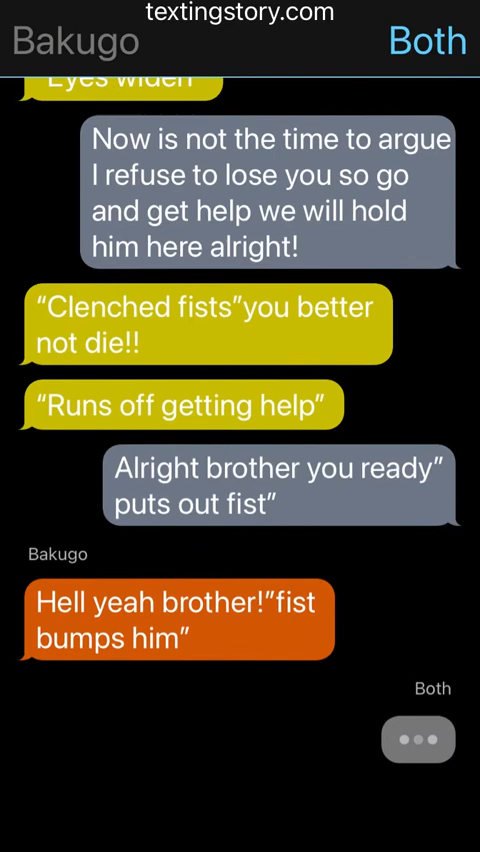 textingstory.com
Bakugo
Both
Eyes widen
Now is not the time to argue
I refuse to lose you so go
and get help we will hold
him here alright!
“Clenched fists”you better
not die!!
“Runs off getting help”
Alright brother you ready”
puts out fist”
Bakugo
Hell yeah brother!”fist
bumps him”
Both